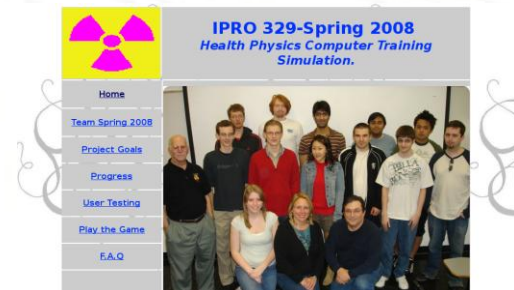 IPRO 329-Spring 2008
Health Physics Computer Training
Simulation.
Home
Team Spring 2008
Project Goals
Progress
User Testing
Play the Game
F.A.Q